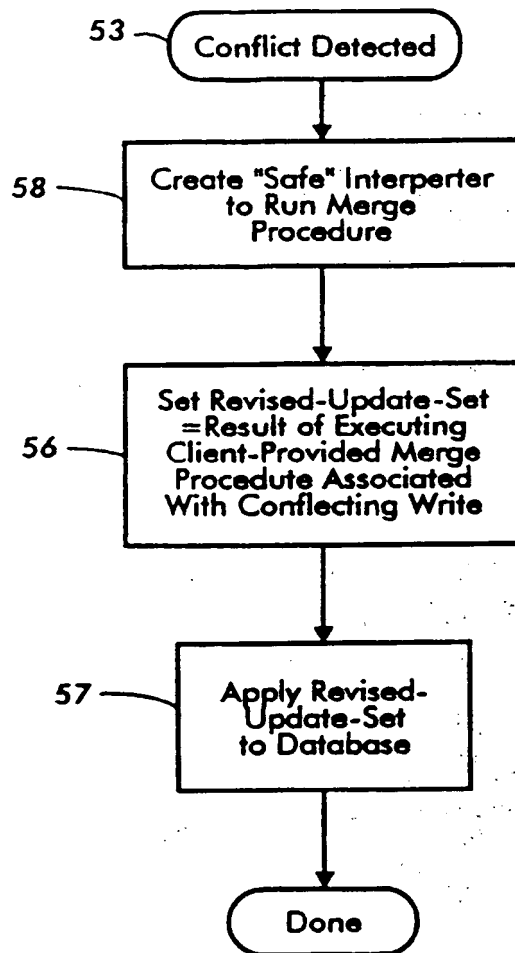 53
Conflict Detected
58
Create "Safe" Interperter
to Run Merge
Procedure
56
Set Revised-Update-Set
=Result of Executing
Client-Provided Merge
Procedute Associated
With Conflecting Write
57
Apply Revised-
Update-Set
to Database
Done